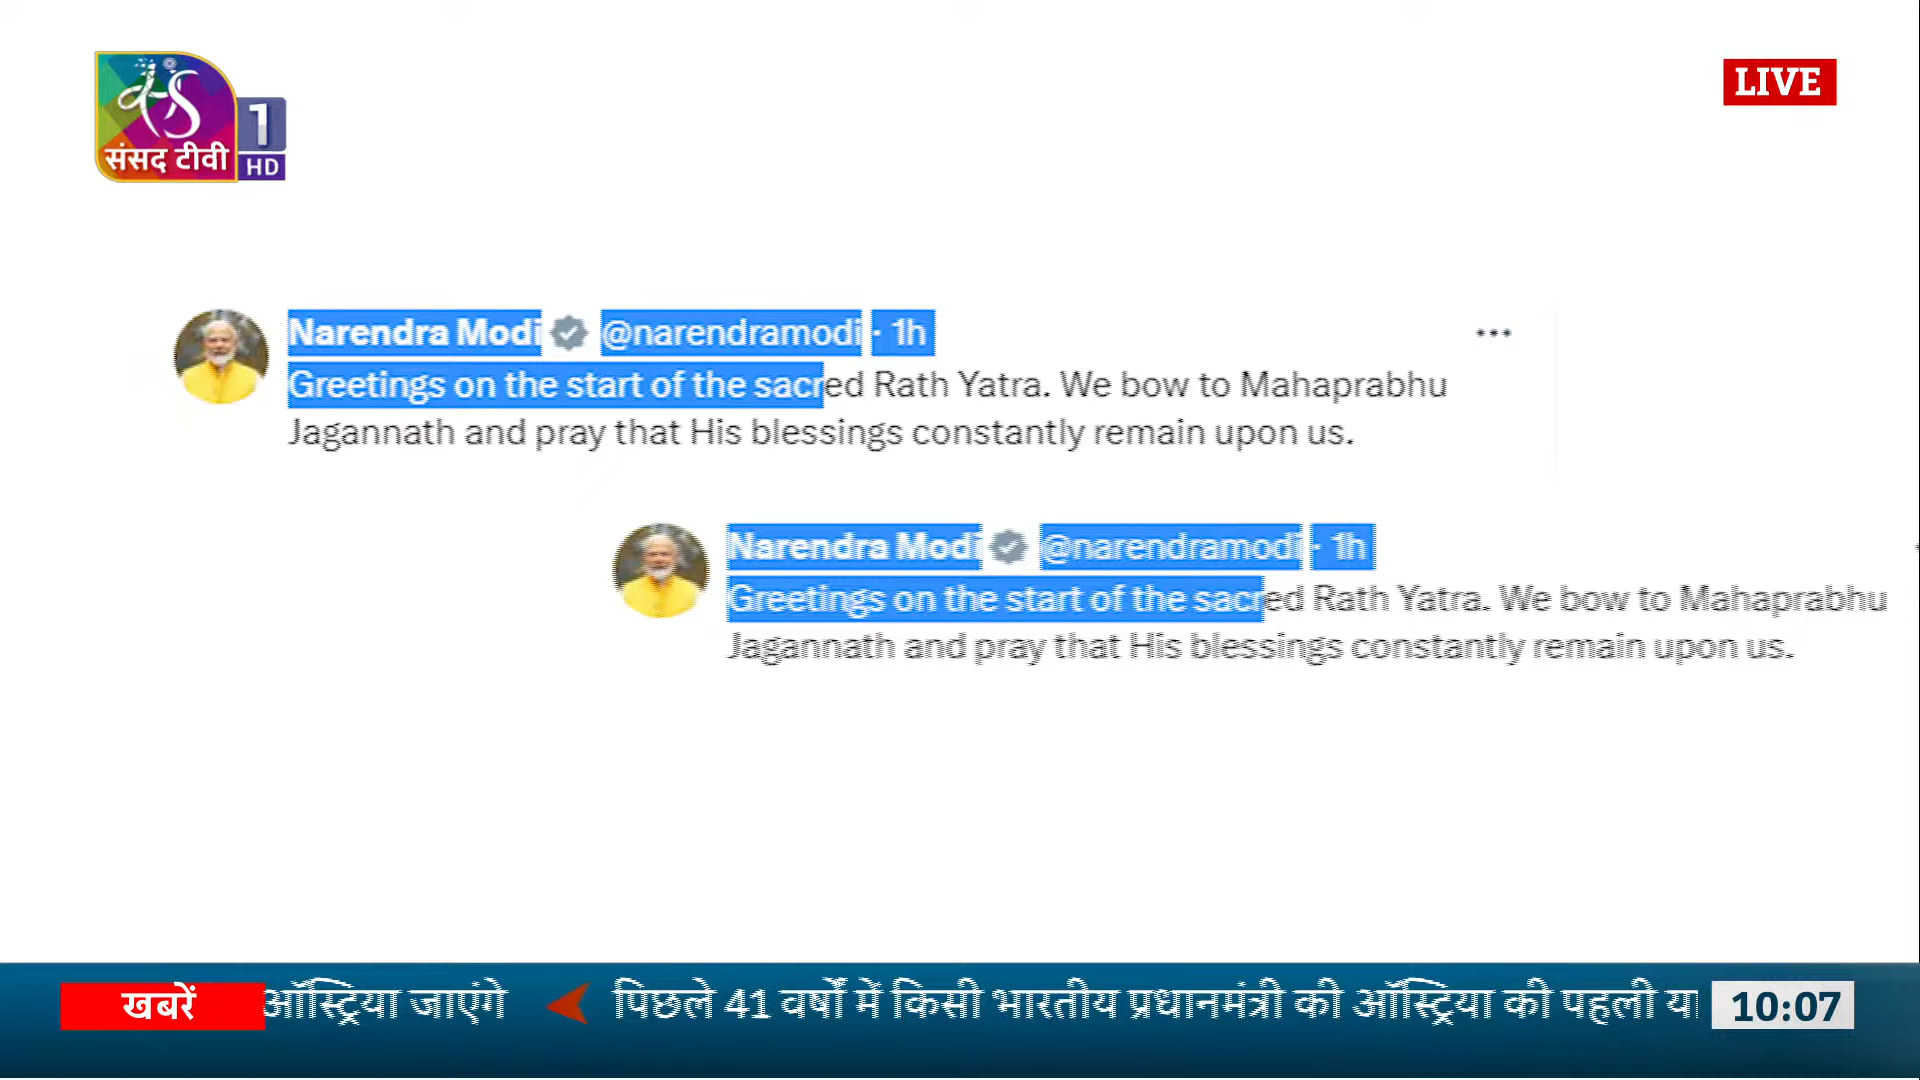 संसद टीवी
1
HD
LIVE
Narendra Modi @narendramodi · 1h
Greetings on the start of the sacred Rath Yatra. We bow to Mahaprabhu
Jagannath and pray that His blessings constantly remain upon us.
Narendra Modi @narendramodi · 1h
Greetings on the start of the sacred Rath Yatra. We bow to Mahaprabhu
Jagannath and pray that His blessings constantly remain upon us.
खबरें ऑस्ट्रिया जाएंगे पिछले 41 वर्षों में किसी भारतीय प्रधानमंत्री की ऑस्ट्रिया की पहली 10:07